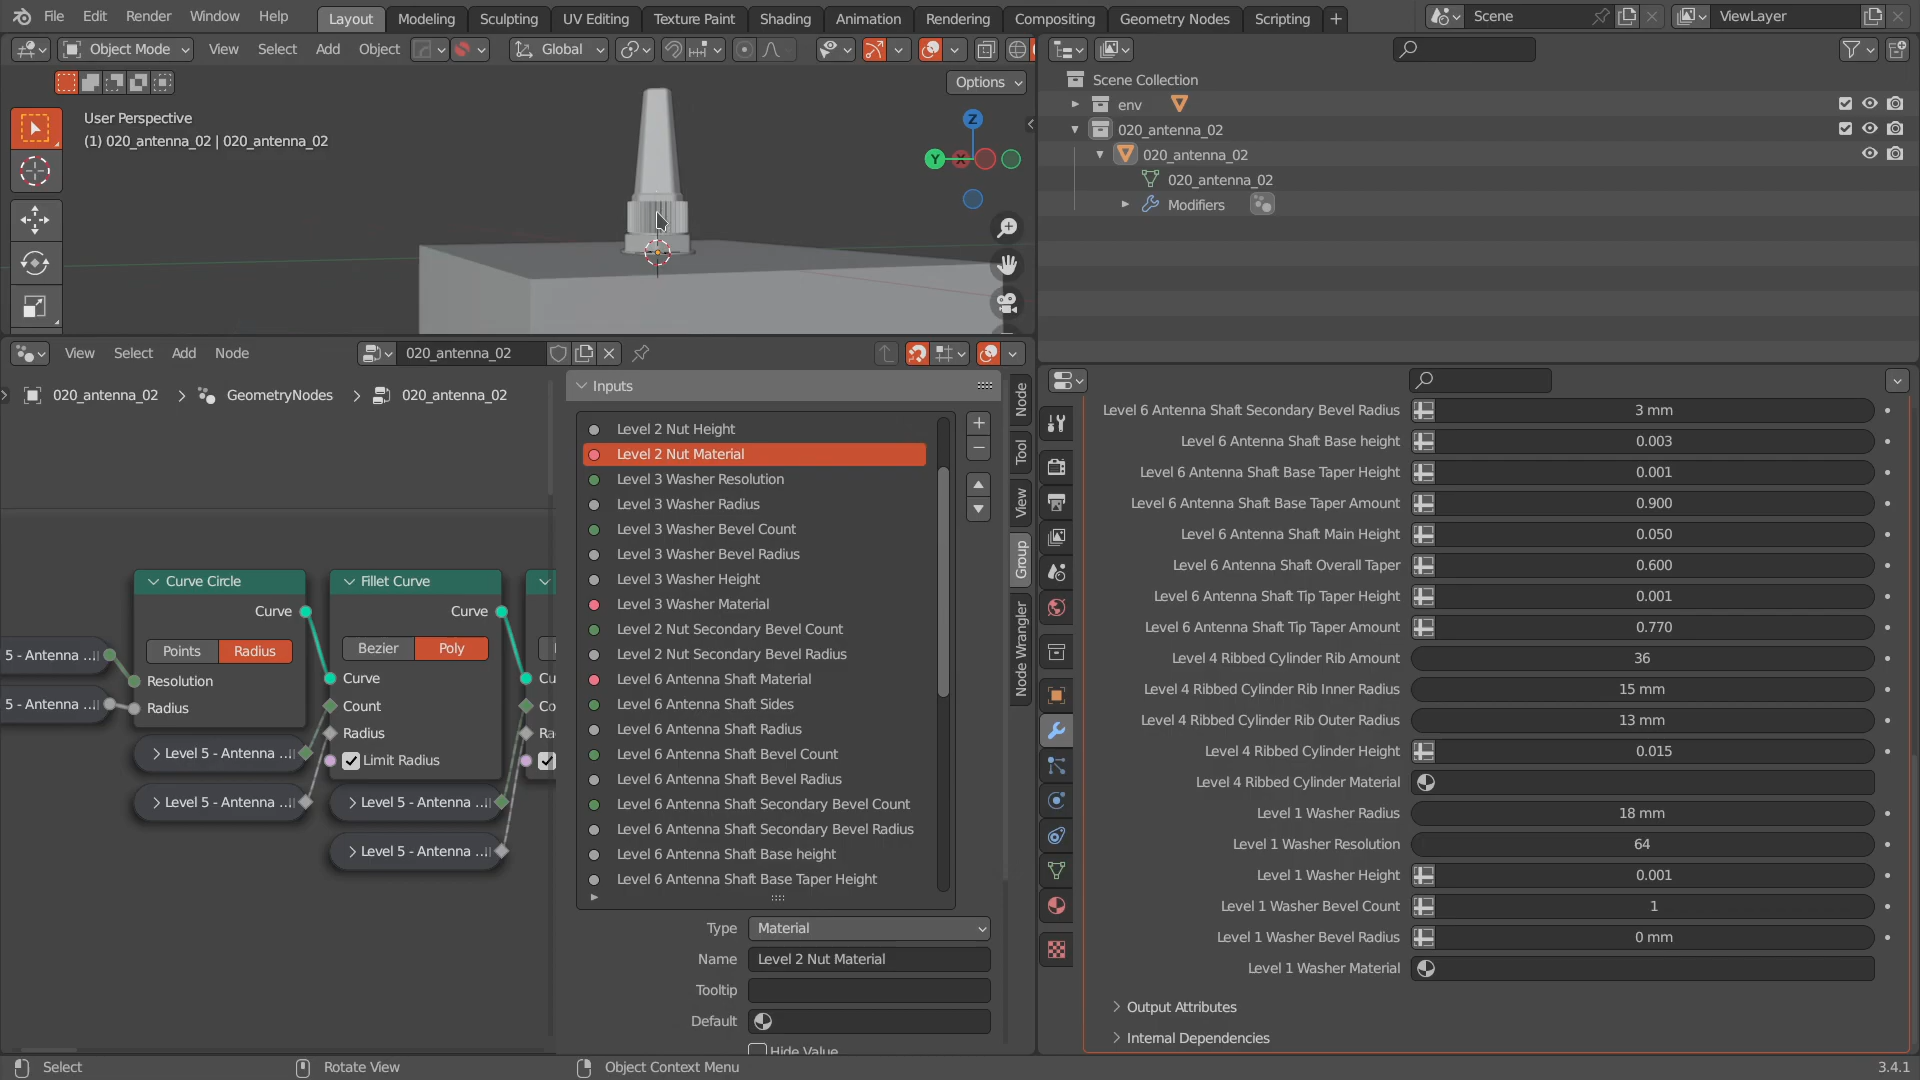 File Edit Render Window Help Layout Modeling Sculpting UV Editing Texture Paint Shading Animation Rendering Compositing Geometry Nodes Scripting + Scene ViewLayer
Object Mode View Select Add Object Global
Options
User Perspective
(1) 020_antenna_02 | 020_antenna_02
Z
Y X
Scene Collection
env
020_antenna_02
020_antenna_02
020_antenna_02
Modifiers
View Select Add Node 020_antenna_02
020_antenna_02 > GeometryNodes > 020_antenna_02
Curve Circle
Curve
Points Radius
Resolution
Radius
5 - Antenna ...
5 - Antenna ...
Level 5 - Antenna ...
Level 5 - Antenna ...
Fillet Curve
Curve
Bezier Poly
Curve
Count
Radius
Limit Radius
Level 5 - Antenna ...
Level 5 - Antenna ...
Cu
Co
Ra
Inputs
Level 2 Nut Height
Level 2 Nut Material
Level 3 Washer Resolution
Level 3 Washer Radius
Level 3 Washer Bevel Count
Level 3 Washer Bevel Radius
Level 3 Washer Height
Level 3 Washer Material
Level 2 Nut Secondary Bevel Count
Level 2 Nut Secondary Bevel Radius
Level 6 Antenna Shaft Material
Level 6 Antenna Shaft Sides
Level 6 Antenna Shaft Radius
Level 6 Antenna Shaft Bevel Count
Level 6 Antenna Shaft Bevel Radius
Level 6 Antenna Shaft Secondary Bevel Count
Level 6 Antenna Shaft Secondary Bevel Radius
Level 6 Antenna Shaft Base height
Level 6 Antenna Shaft Base Taper Height
Type Material
Name Level 2 Nut Material
Tooltip
Default
Hide Value
Node
Tool
View
Group
Node Wrangler
Level 6 Antenna Shaft Secondary Bevel Radius 3 mm
Level 6 Antenna Shaft Base height 0.003
Level 6 Antenna Shaft Base Taper Height 0.001
Level 6 Antenna Shaft Base Taper Amount 0.900
Level 6 Antenna Shaft Main Height 0.050
Level 6 Antenna Shaft Overall Taper 0.600
Level 6 Antenna Shaft Tip Taper Height 0.001
Level 6 Antenna Shaft Tip Taper Amount 0.770
Level 4 Ribbed Cylinder Rib Amount 36
Level 4 Ribbed Cylinder Rib Inner Radius 15 mm
Level 4 Ribbed Cylinder Rib Outer Radius 13 mm
Level 4 Ribbed Cylinder Height 0.015
Level 4 Ribbed Cylinder Material
Level 1 Washer Radius 18 mm
Level 1 Washer Resolution 64
Level 1 Washer Height 0.001
Level 1 Washer Bevel Count 1
Level 1 Washer Bevel Radius 0 mm
Level 1 Washer Material
Output Attributes
Internal Dependencies
Select Rotate View Object Context Menu 3.4.1